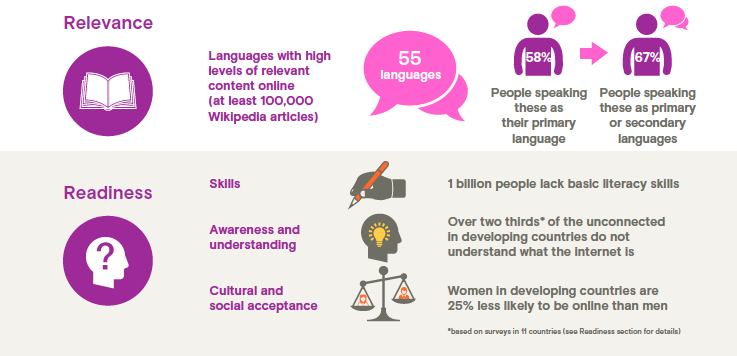 Relevance
Languages with high
levels of relevant
content online
(at least 100,000
Wikipedia articles)
55
languages
58%
67%
People speaking
these as
their primary
language
People speaking
these as primary
or secondary
languages
Readiness
?
Skills
1 billion people lack basic literacy skills
Awareness and
understanding
Over two thirds* of the unconnected
in developing countries do not
understand what the internet is
Cultural and
social acceptance
Women in developing countries are
25% less likely to be online than men
*based on surveys in 11 countries (see Readiness section for details)